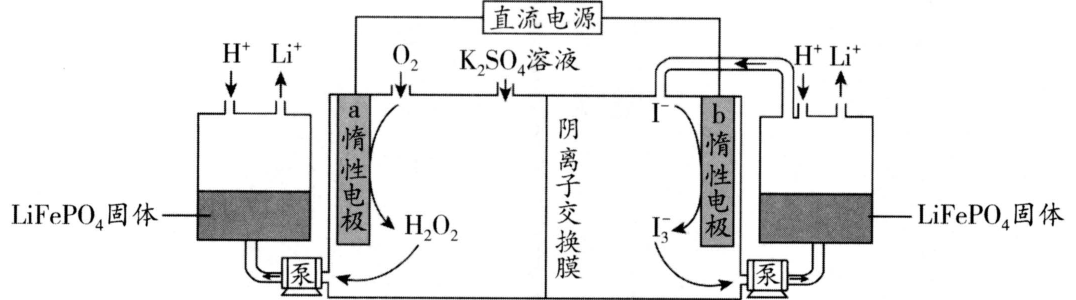 直流电源
H⁺ Li⁺
O₂
K₂SO₄溶液
H⁺ Li⁺
a惰性电极
阴离子交换膜
I⁻
b惰性电极
LiFePO₄固体
H₂O₂
I₃⁻
LiFePO₄固体
泵
泵